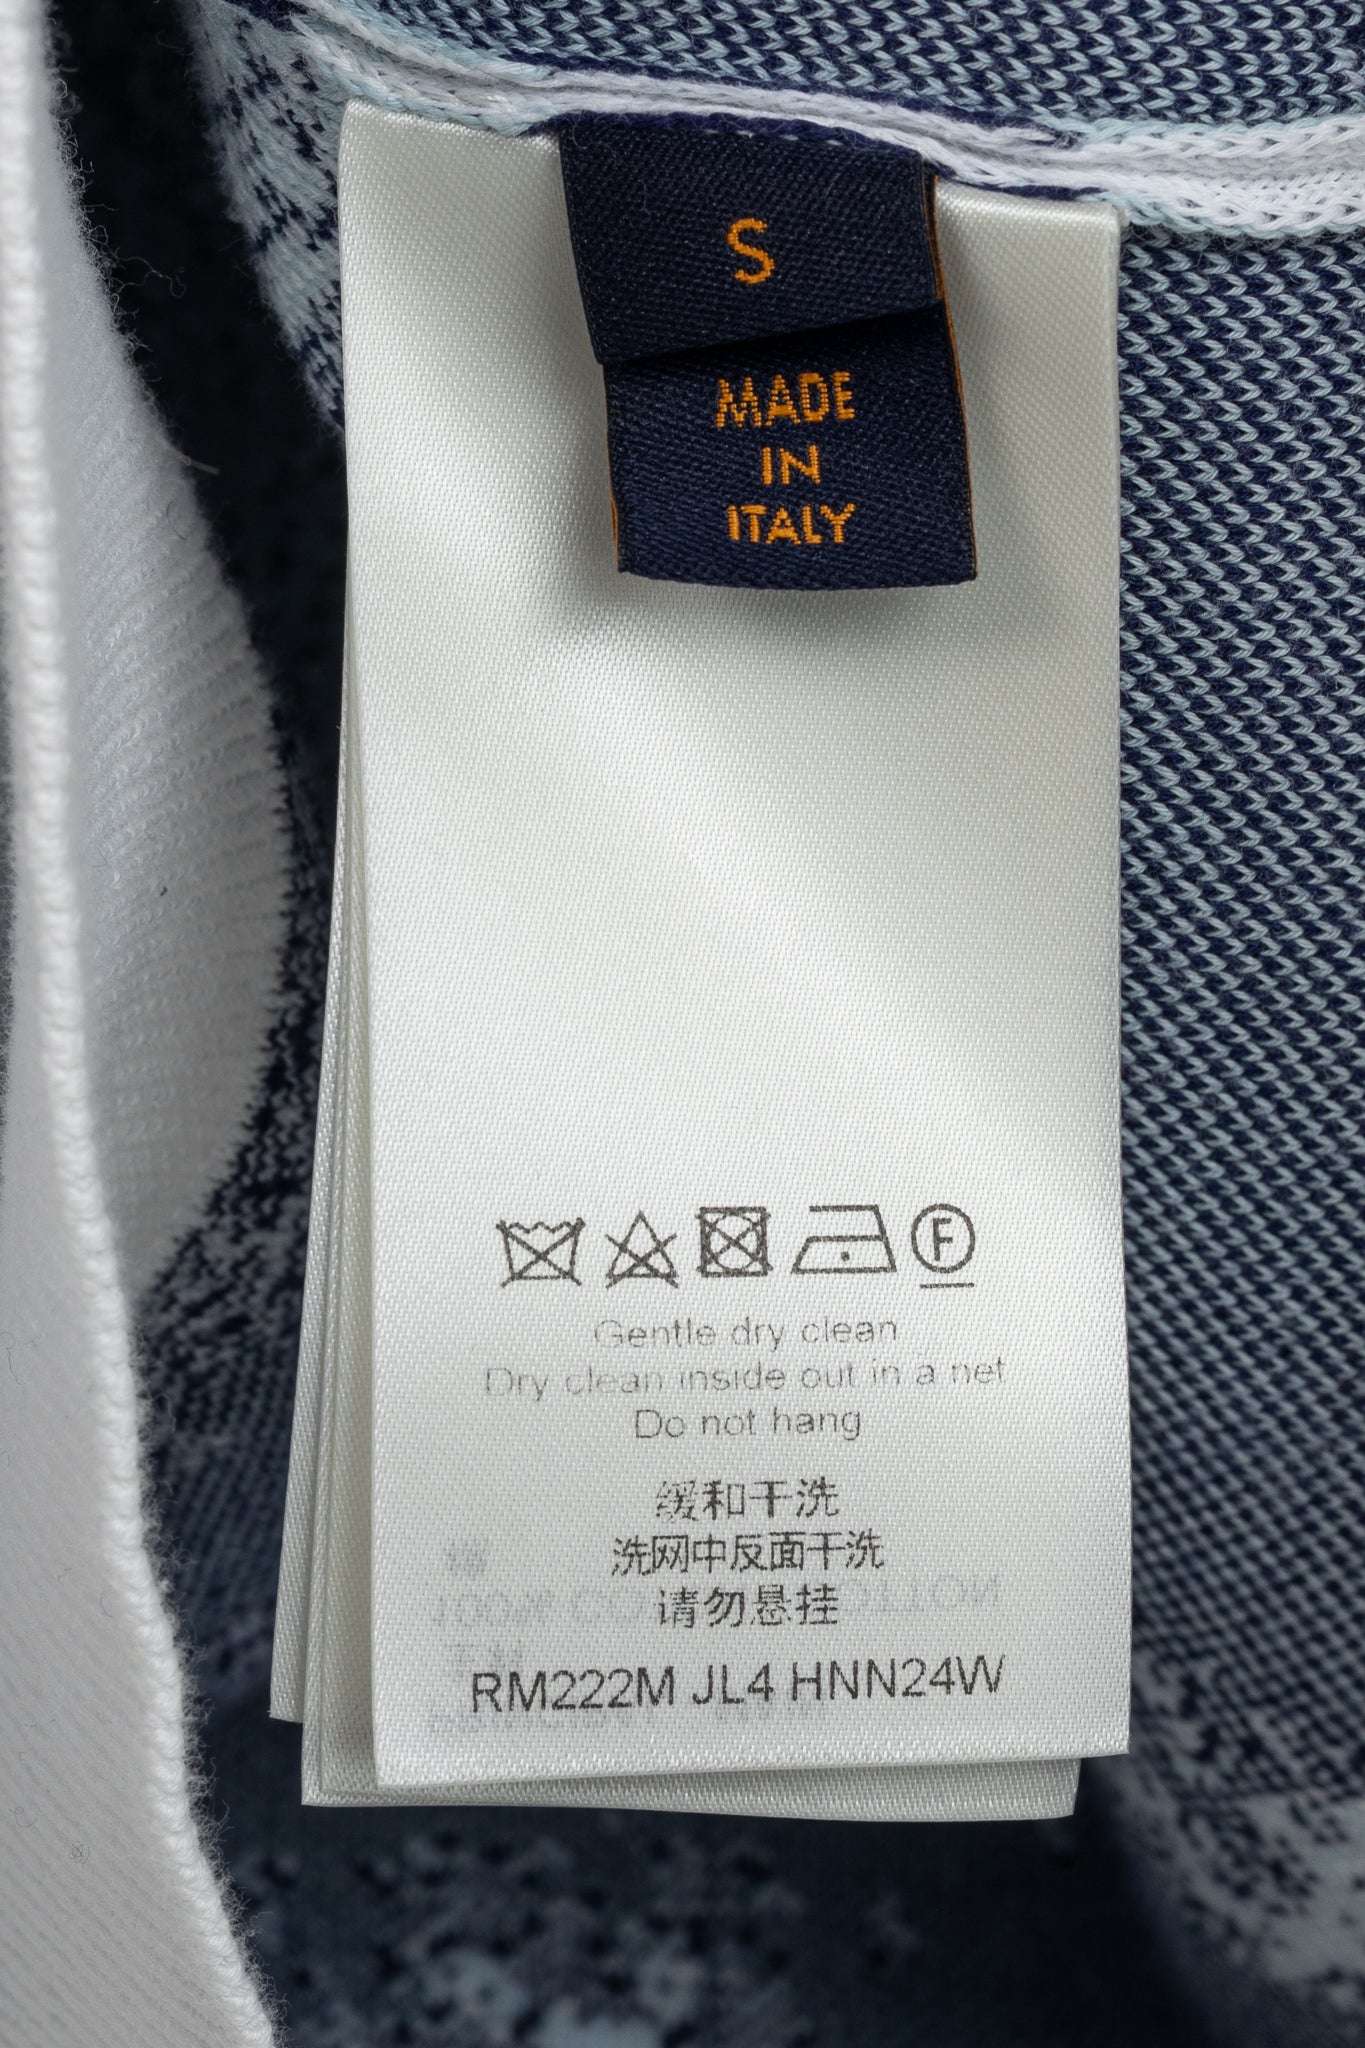 S
MADE
IN
ITALY
F
Gentle dry clean
Dry clean inside out in a net
Do not hang
缓和干洗
洗网中反面干洗
请勿悬挂
RM222M JL4 HNN24W